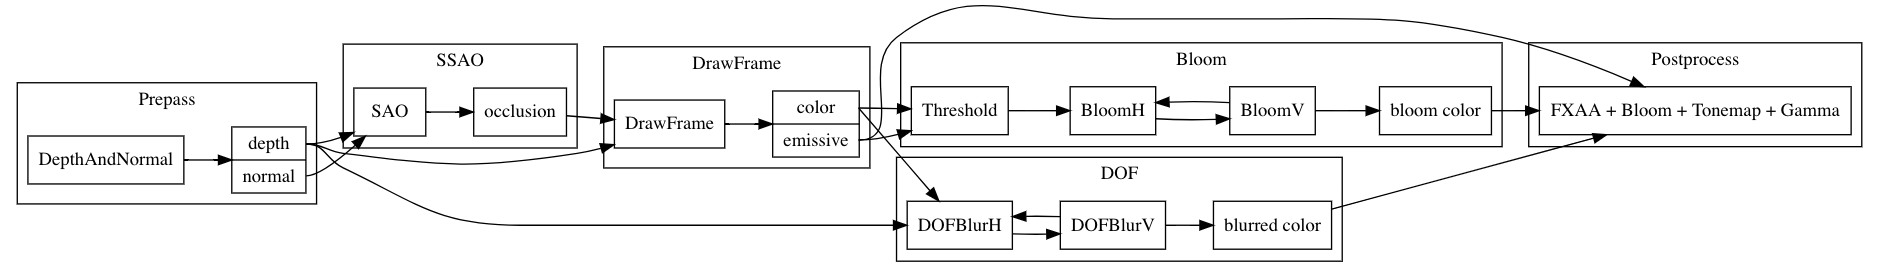 Prepass
DepthAndNormal
depth
normal
SSAO
SAO
occlusion
DrawFrame
DrawFrame
color
emissive
Bloom
Threshold
BloomH
BloomV
bloom color
DOF
DOFBlurH
DOFBlurV
blurred color
Postprocess
FXAA + Bloom + Tonemap + Gamma